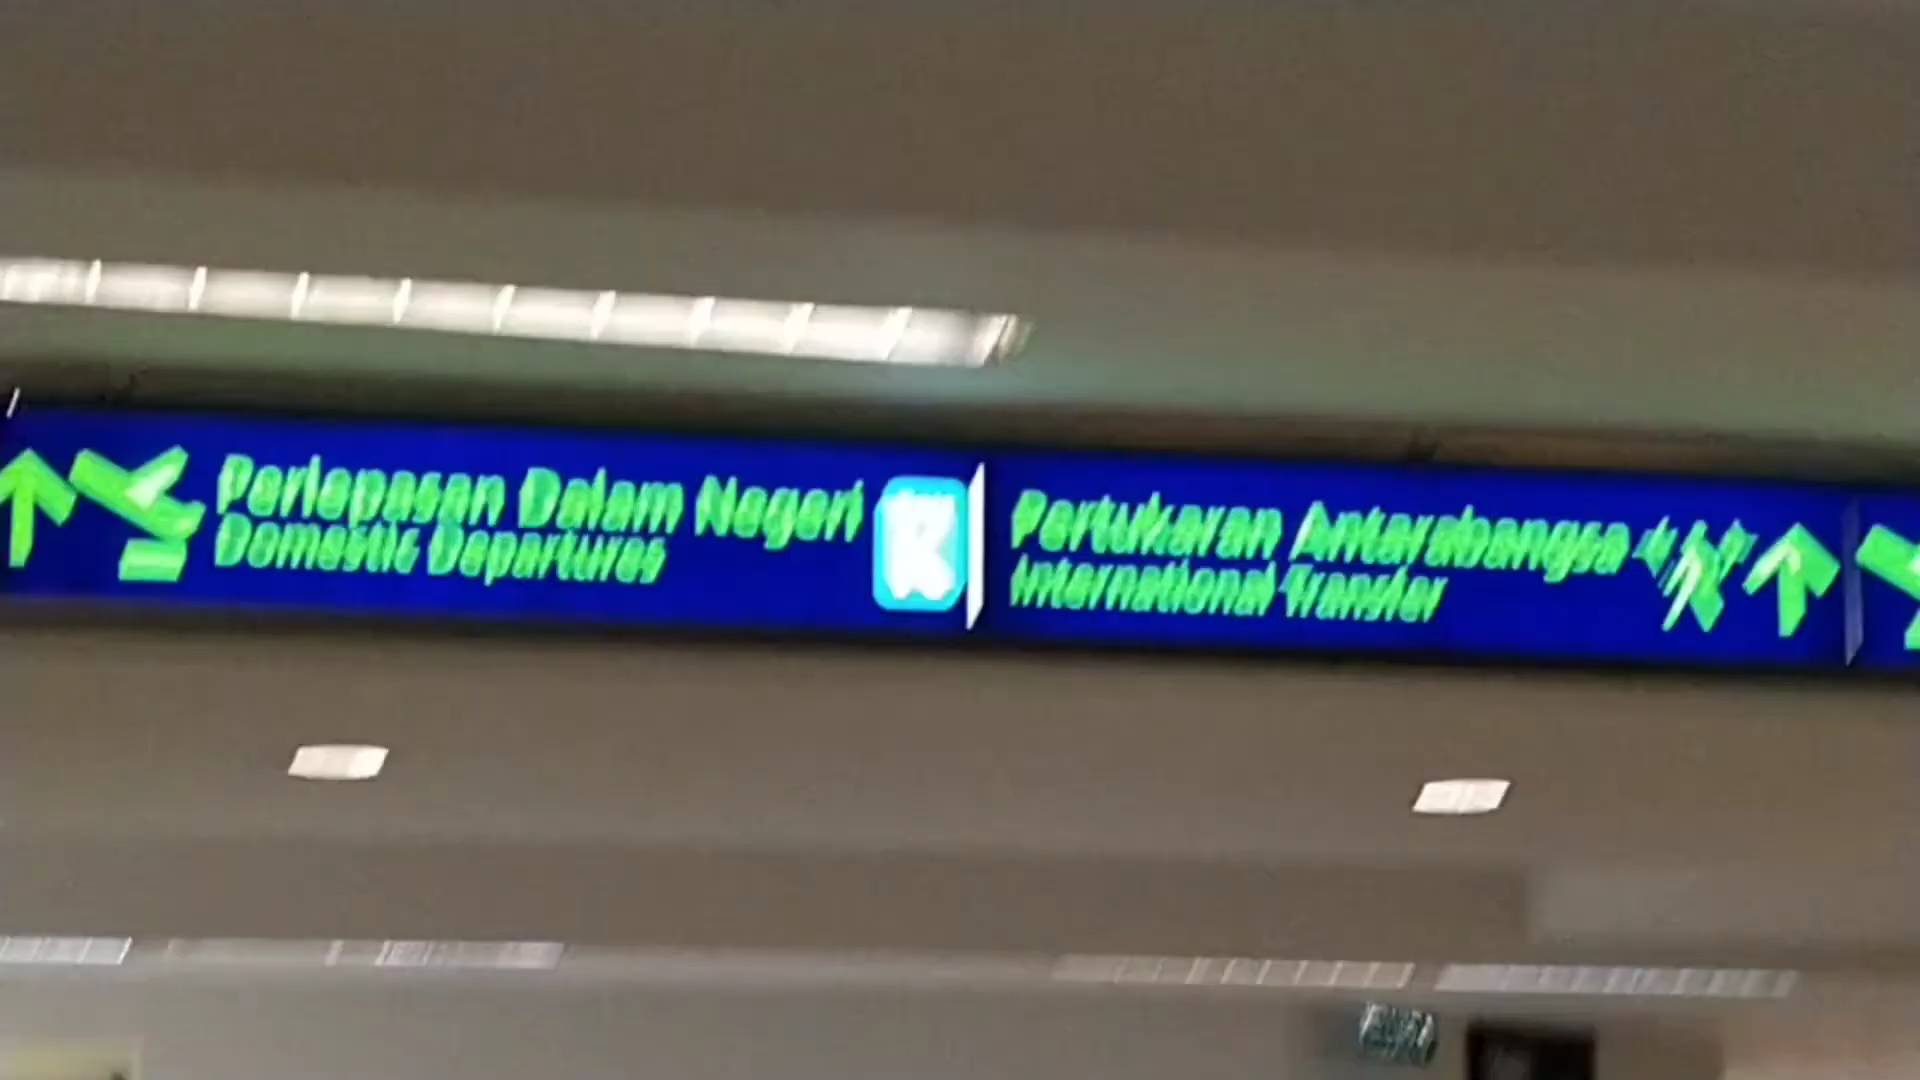 Perlepasan Dalam Negeri
Domestic Departures
Pertukaran Antarabangsa
International Transfer